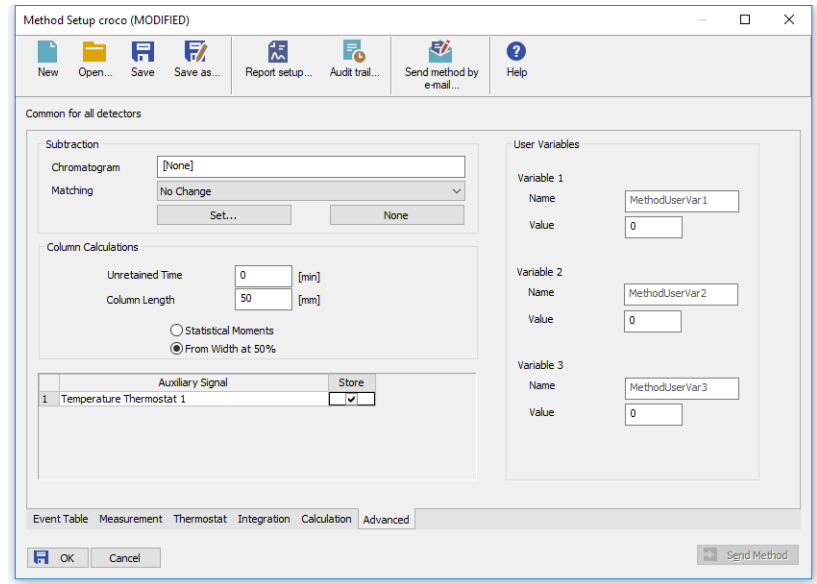 Method Setup croco (MODIFIED)
New Open... Save Save as... Report setup... Audit trail... Send method by e-mail... Help
Common for all detectors
Subtraction
Chromatogram [None]
Matching No Change
Set... None
Column Calculations
Unretained Time 0 [min]
Column Length 50 [mm]
Statistical Moments
From Width at 50%
Auxiliary Signal Store
1 Temperature Thermostat 1
User Variables
Variable 1
Name MethodUserVar1
Value 0
Variable 2
Name MethodUserVar2
Value 0
Variable 3
Name MethodUserVar3
Value 0
Event Table Measurement Thermostat Integration Calculation Advanced
OK Cancel Send Method